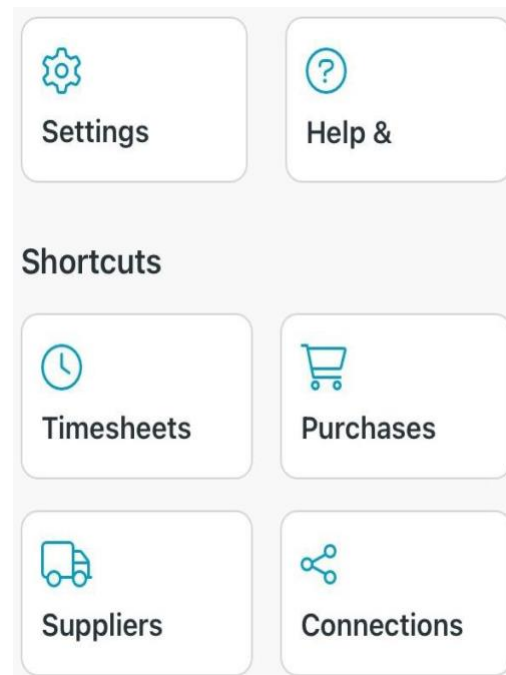 Settings
Help &
Shortcuts
Timesheets
Purchases
Suppliers
Connections